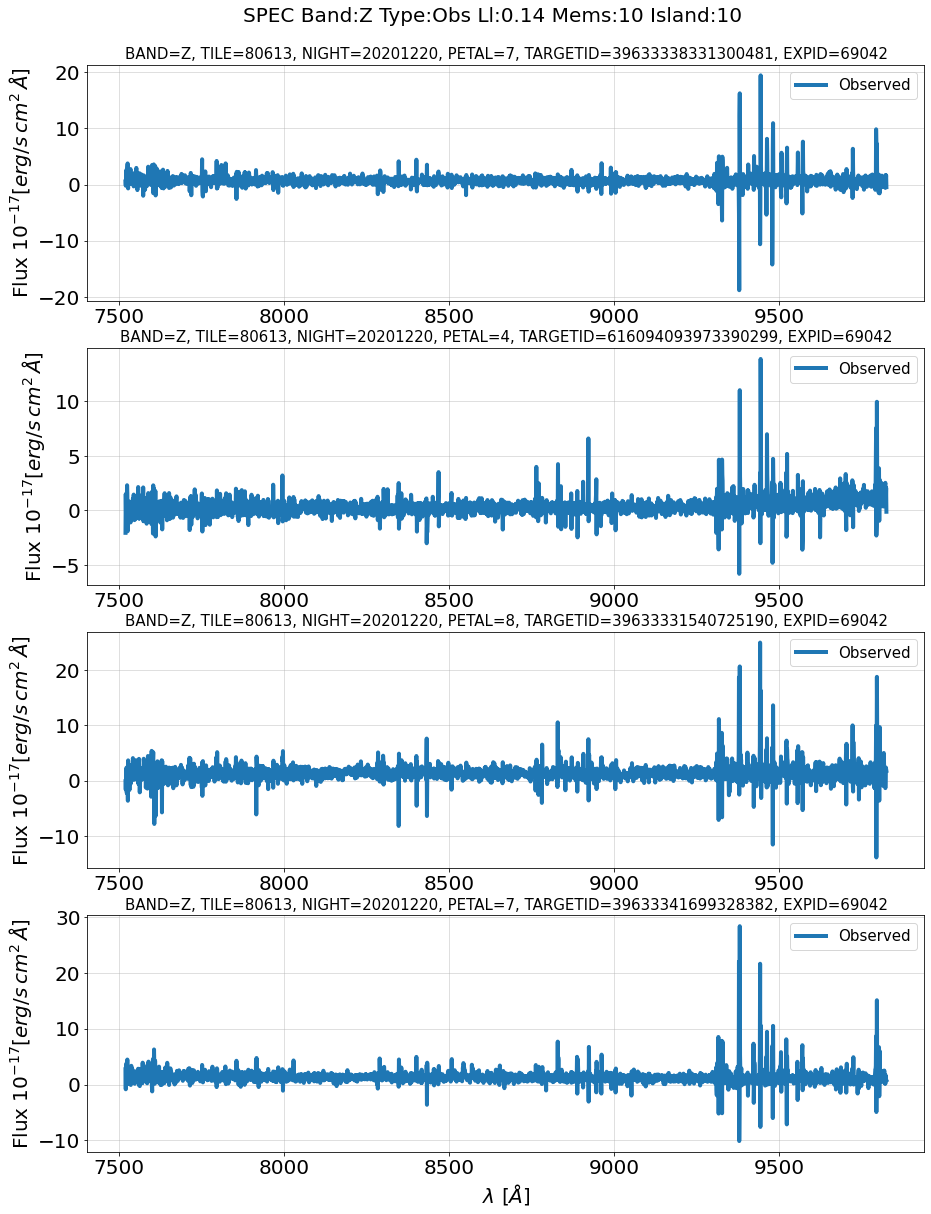 SPEC Band:Z Type:Obs Ll:0.14 Mems:10 Island:10
BAND=Z, TILE=80613, NIGHT=20201220, PETAL=7, TARGETID=39633338331300481, EXPID=69042
Flux 10^{-17}[erg/s cm^2 Å]
20
10
0
−10
−20
Observed
7500 8000 8500 9000 9500
BAND=Z, TILE=80613, NIGHT=20201220, PETAL=4, TARGETID=616094093973390299, EXPID=69042
Flux 10^{-17}[erg/s cm^2 Å]
10
5
0
−5
Observed
7500 8000 8500 9000 9500
BAND=Z, TILE=80613, NIGHT=20201220, PETAL=8, TARGETID=39633331540725190, EXPID=69042
Flux 10^{-17}[erg/s cm^2 Å]
20
10
0
−10
Observed
7500 8000 8500 9000 9500
BAND=Z, TILE=80613, NIGHT=20201220, PETAL=7, TARGETID=39633341699328382, EXPID=69042
Flux 10^{-17}[erg/s cm^2 Å]
30
20
10
0
−10
Observed
7500 8000 8500 9000 9500
λ [Å]